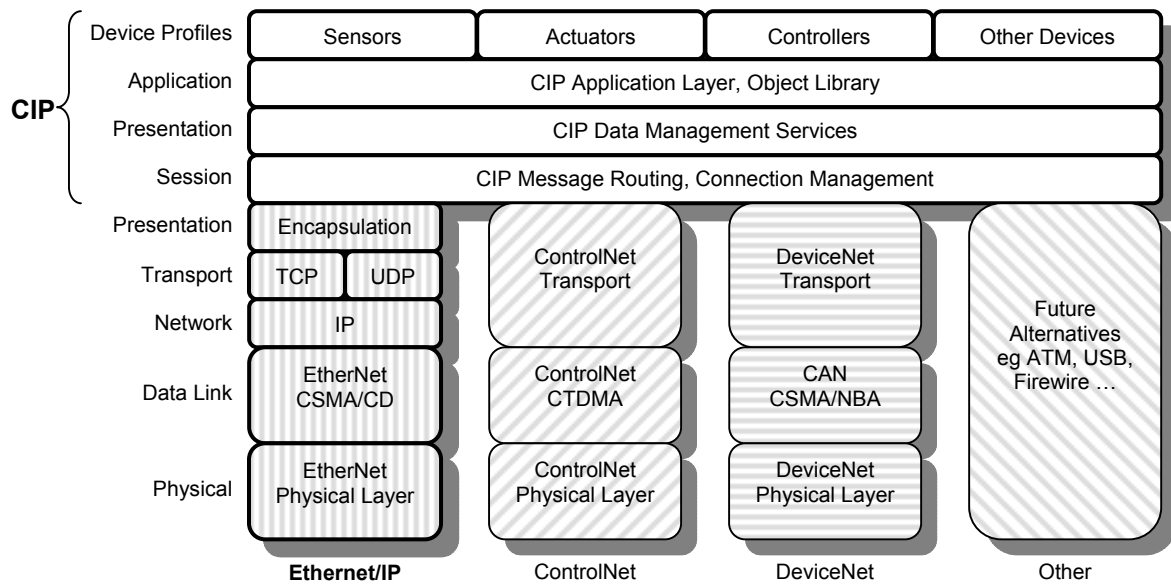 Device Profiles
Sensors
Actuators
Controllers
Other Devices
Application
CIP Application Layer, Object Library
CIP
Presentation
CIP Data Management Services
Session
CIP Message Routing, Connection Management
Presentation
Encapsulation
Transport
TCP
UDP
ControlNet
Transport
DeviceNet
Transport
Network
IP
Future
Alternatives
eg ATM, USB,
Firewire …
Data Link
EtherNet
CSMA/CD
ControlNet
CTDMA
CAN
CSMA/NBA
Physical
EtherNet
Physical Layer
ControlNet
Physical Layer
DeviceNet
Physical Layer
Ethernet/IP
ControlNet
DeviceNet
Other